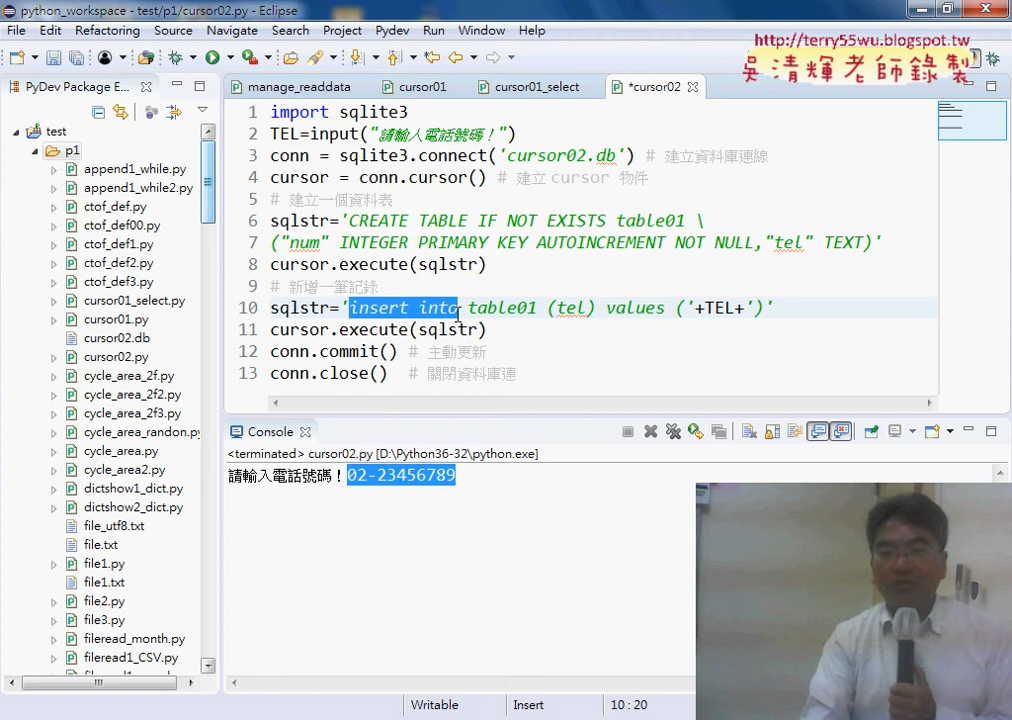 python_workspace - test/p1/cursor02.py - Eclipse
File Edit Refactoring Source Navigate Search Project Pydev Run Window Help
http://terry55wu.blogspot.tw
吳清輝老師錄製
PyDev Package E...
manage_readdata
cursor01
cursor01_select
*cursor02
test
p1
append1_while.py
append1_while2.py
ctof_def.py
ctof_def00.py
ctof_def1.py
ctof_def2.py
ctof_def3.py
cursor01_select.py
cursor01.py
cursor02.db
cursor02.py
cycle_area_2f.py
cycle_area_2f2.py
cycle_area_2f3.py
cycle_area_randon.py
cycle_area.py
cycle_area2.py
dictshow1_dict.py
dictshow2_dict.py
file_utf8.txt
file.txt
file1.py
file1.txt
file2.py
file3.py
fileread_month.py
fileread1_CSV.py
1 import sqlite3
2 TEL=input("請輸入電話號碼！")
3 conn = sqlite3.connect('cursor02.db') # 建立資料庫連線
4 cursor = conn.cursor() # 建立 cursor 物件
5 # 建立一個資料表
6 sqlstr='CREATE TABLE IF NOT EXISTS table01 \
7 ("num" INTEGER PRIMARY KEY AUTOINCREMENT NOT NULL,"tel" TEXT)'
8 cursor.execute(sqlstr)
9 # 新增一筆記錄
10 sqlstr='insert into table01 (tel) values ('+TEL+')'
11 cursor.execute(sqlstr)
12 conn.commit() # 主動更新
13 conn.close() # 關閉資料庫連
Console
<terminated> cursor02.py [D:\Python36-32\python.exe]
請輸入電話號碼！02-23456789
Writable Insert 10 : 20